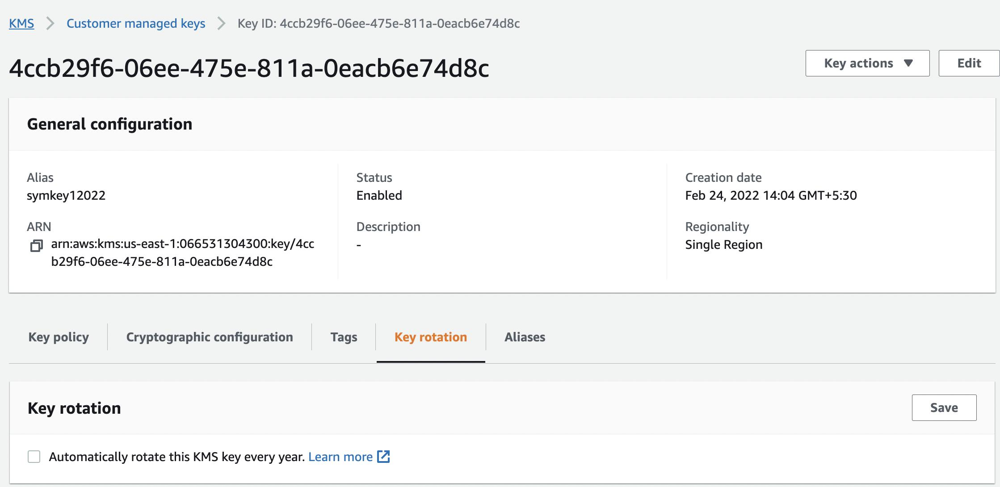 KMS > Customer managed keys > Key ID: 4ccb29f6-06ee-475e-811a-0eacb6e74d8c
4ccb29f6-06ee-475e-811a-0eacb6e74d8c
Key actions ▼
Edit
General configuration
Alias
symkey12022
ARN
arn:aws:kms:us-east-1:066531304300:key/4cc
b29f6-06ee-475e-811a-0eacb6e74d8c
Status
Enabled
Description
-
Creation date
Feb 24, 2022 14:04 GMT+5:30
Regionality
Single Region
Key policy
Cryptographic configuration
Tags
Key rotation
Aliases
Key rotation
Save
Automatically rotate this KMS key every year. Learn more